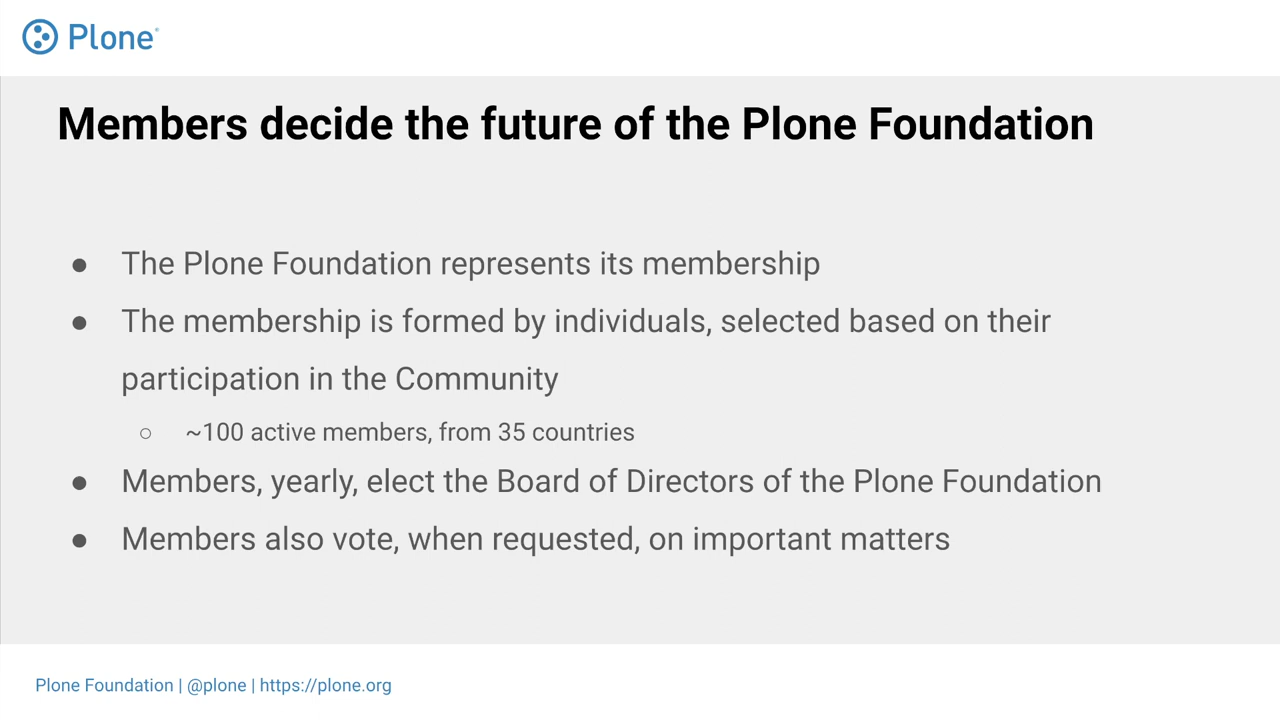 Plone®
Members decide the future of the Plone Foundation
● The Plone Foundation represents its membership
● The membership is formed by individuals, selected based on their
participation in the Community
○ ~100 active members, from 35 countries
● Members, yearly, elect the Board of Directors of the Plone Foundation
● Members also vote, when requested, on important matters
Plone Foundation | @plone | https://plone.org